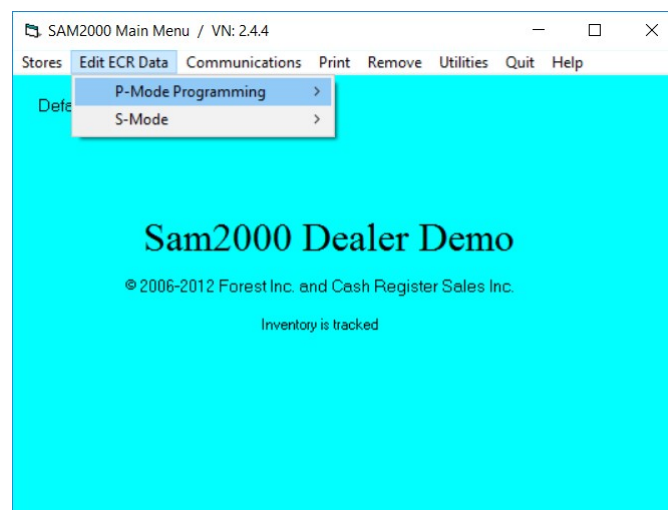 SAM2000 Main Menu / VN: 2.4.4
Stores Edit ECR Data Communications Print Remove Utilities Quit Help
P-Mode Programming
S-Mode
Sam2000 Dealer Demo
© 2006-2012 Forest Inc. and Cash Register Sales Inc.
Inventory is tracked